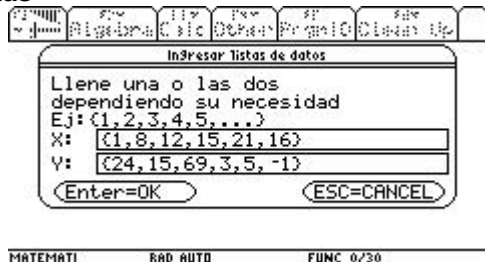 Algebra Calc Other PrgmIO Clean Up
Ingresar listas de datos
Llene una o las dos
dependiendo su necesidad
Ej:{1,2,3,4,5,...}
X: {1,8,12,15,21,16}
Y: {24,15,69,3,5,-1}
Enter=OK ESC=CANCEL
MATEMATI RAD AUTO FUNC 0/30